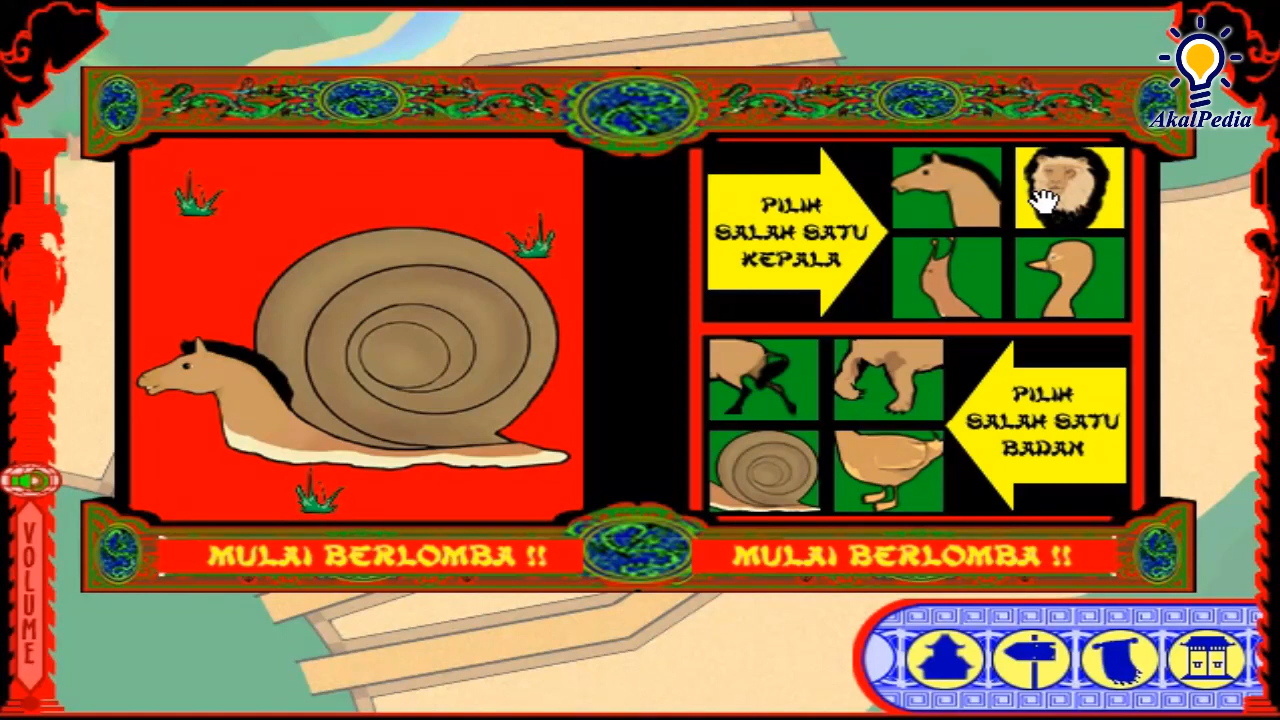 AkalPedia
PILIH
SALAH SATU
KEPALA
PILIH
SALAH SATU
BADAN
MULAI BERLOMBA !!
MULAI BERLOMBA !!
VOLUME